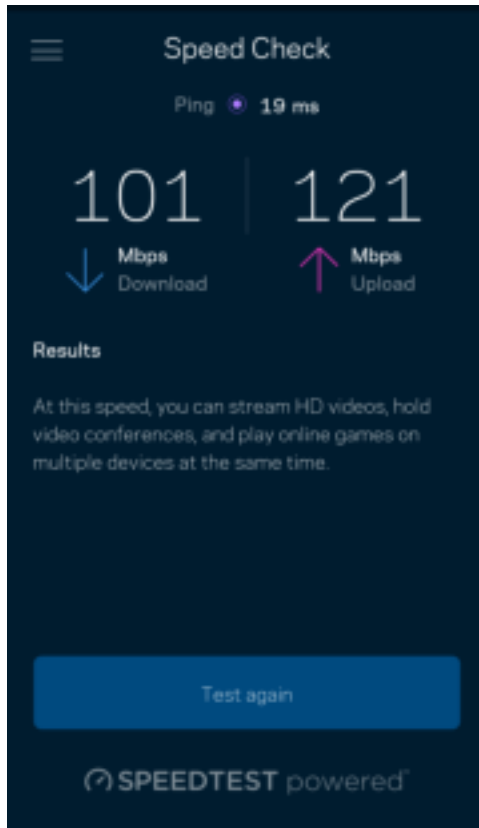 Speed Check
Ping 19 ms
101 121
Mbps Mbps
Download Upload
Results
At this speed, you can stream HD videos, hold
video conferences, and play online games on
multiple devices at the same time.
Test again
SPEEDTEST powered™